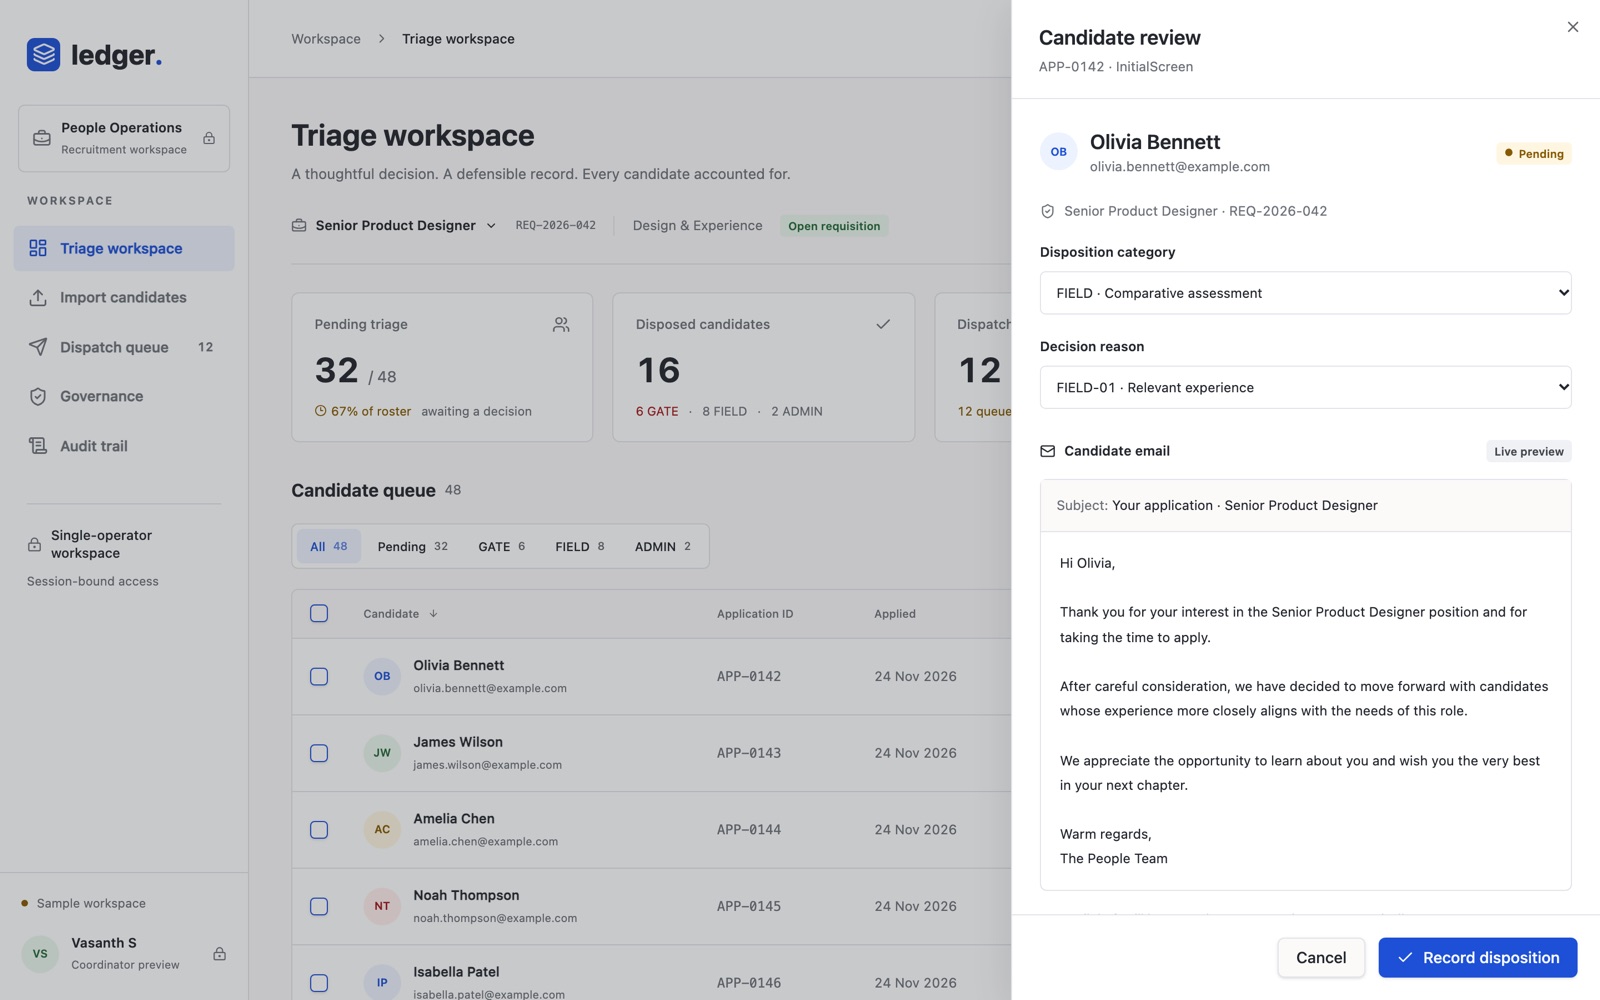 ledger.
People Operations
Recruitment workspace
WORKSPACE
Triage workspace
Import candidates
Dispatch queue 12
Governance
Audit trail
Single-operator
workspace
Session-bound access
Sample workspace
VS
Vasanth S
Coordinator preview
Workspace > Triage workspace
Triage workspace
A thoughtful decision. A defensible record. Every candidate accounted for.
Senior Product Designer REQ-2026-042 Design & Experience Open requisition
Pending triage
32 / 48
67% of roster awaiting a decision
Disposed candidates
16
6 GATE · 8 FIELD · 2 ADMIN
12
Candidate queue 48
All 48 Pending 32 GATE 6 FIELD 8 ADMIN 2
Candidate ↓ Application ID Applied
OB Olivia Bennett APP-0142 24 Nov 2026
olivia.bennett@example.com
JW James Wilson APP-0143 24 Nov 2026
james.wilson@example.com
AC Amelia Chen APP-0144 24 Nov 2026
amelia.chen@example.com
NT Noah Thompson APP-0145 24 Nov 2026
noah.thompson@example.com
IP Isabella Patel APP-0146 24 Nov 2026
isabella.patel@example.com
Candidate review
APP-0142 · InitialScreen
OB
Olivia Bennett
olivia.bennett@example.com
Pending
Senior Product Designer · REQ-2026-042
Disposition category
FIELD · Comparative assessment
Decision reason
FIELD-01 · Relevant experience
Candidate email Live preview
Subject: Your application · Senior Product Designer
Hi Olivia,
Thank you for your interest in the Senior Product Designer position and for
taking the time to apply.
After careful consideration, we have decided to move forward with candidates
whose experience more closely aligns with the needs of this role.
We appreciate the opportunity to learn about you and wish you the very best
in your next chapter.
Warm regards,
The People Team
Cancel Record disposition